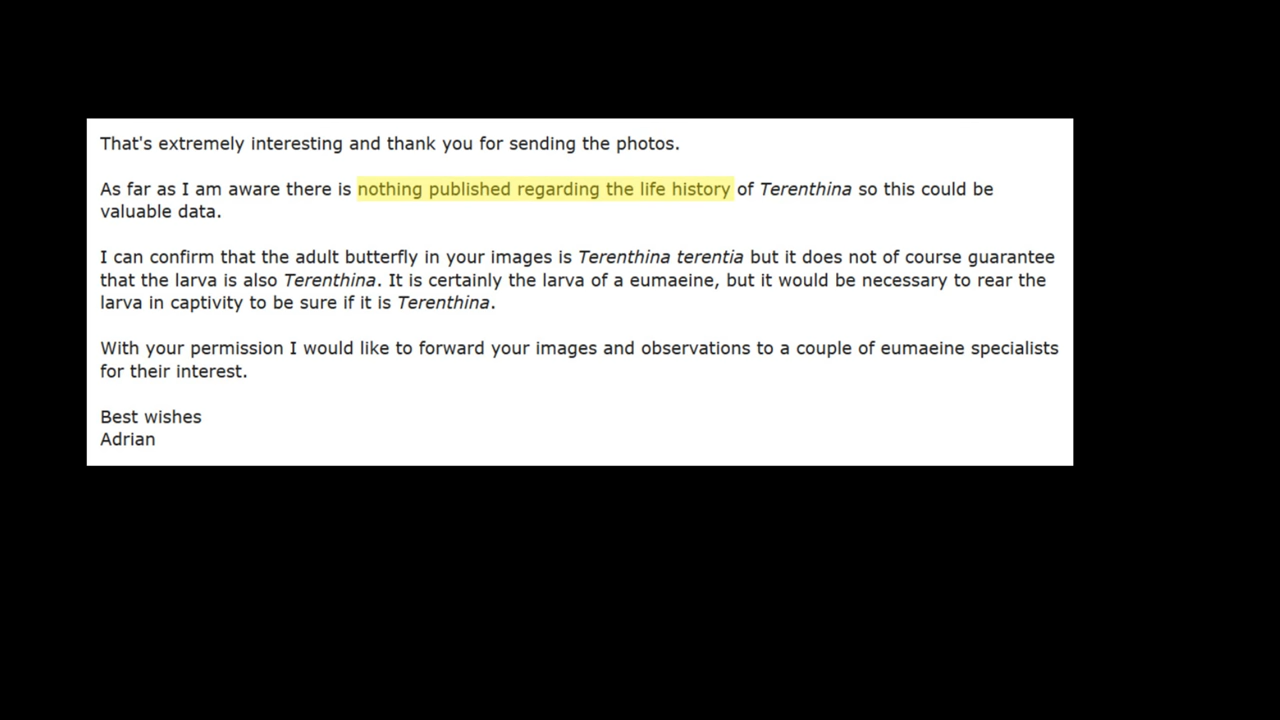 That's extremely interesting and thank you for sending the photos.
As far as I am aware there is nothing published regarding the life history of Terenthina so this could be
valuable data.
I can confirm that the adult butterfly in your images is Terenthina terentia but it does not of course guarantee
that the larva is also Terenthina. It is certainly the larva of a eumaeine, but it would be necessary to rear the
larva in captivity to be sure if it is Terenthina.
With your permission I would like to forward your images and observations to a couple of eumaeine specialists
for their interest.
Best wishes
Adrian